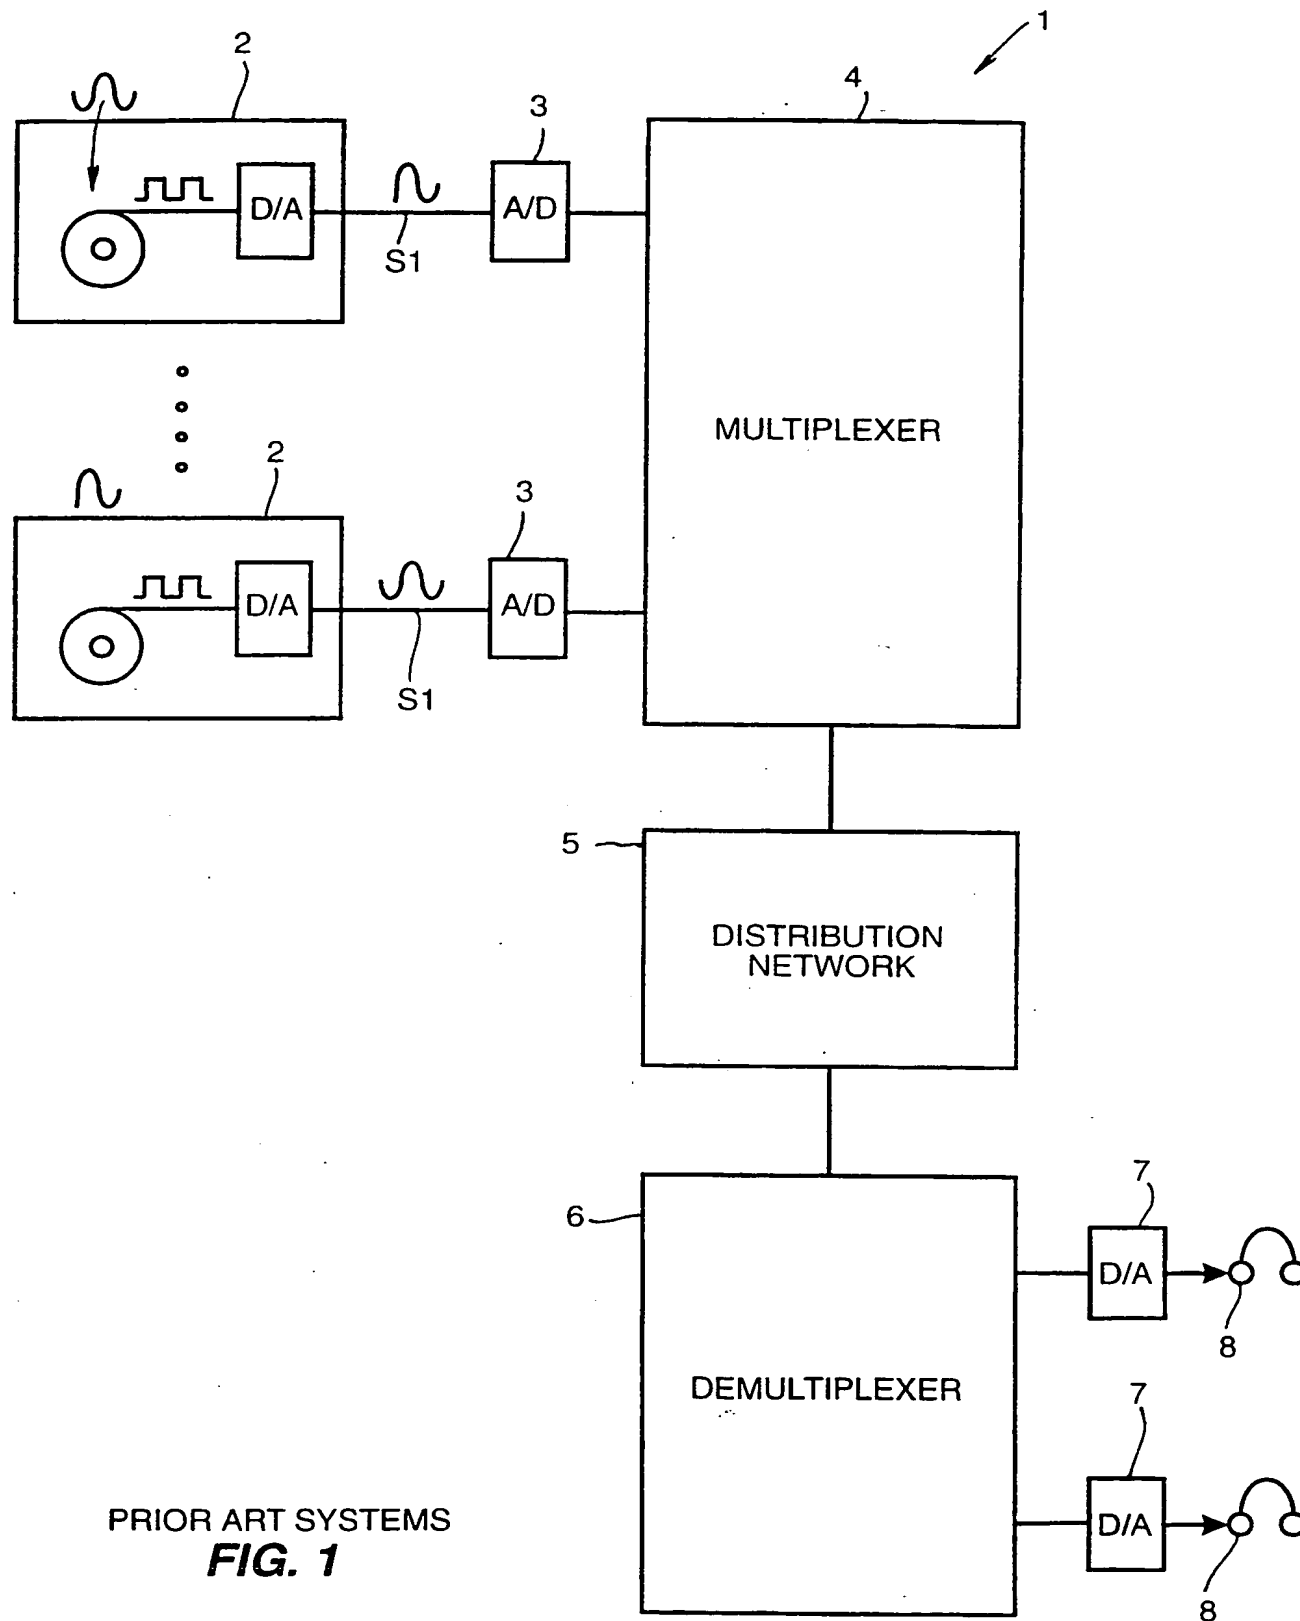 1
2
4
3
D/A
A/D
S1
MULTIPLEXER
2
3
D/A
A/D
S1
5
DISTRIBUTION
NETWORK
6
7
D/A
8
DEMULTIPLEXER
7
D/A
8
PRIOR ART SYSTEMS
FIG. 1